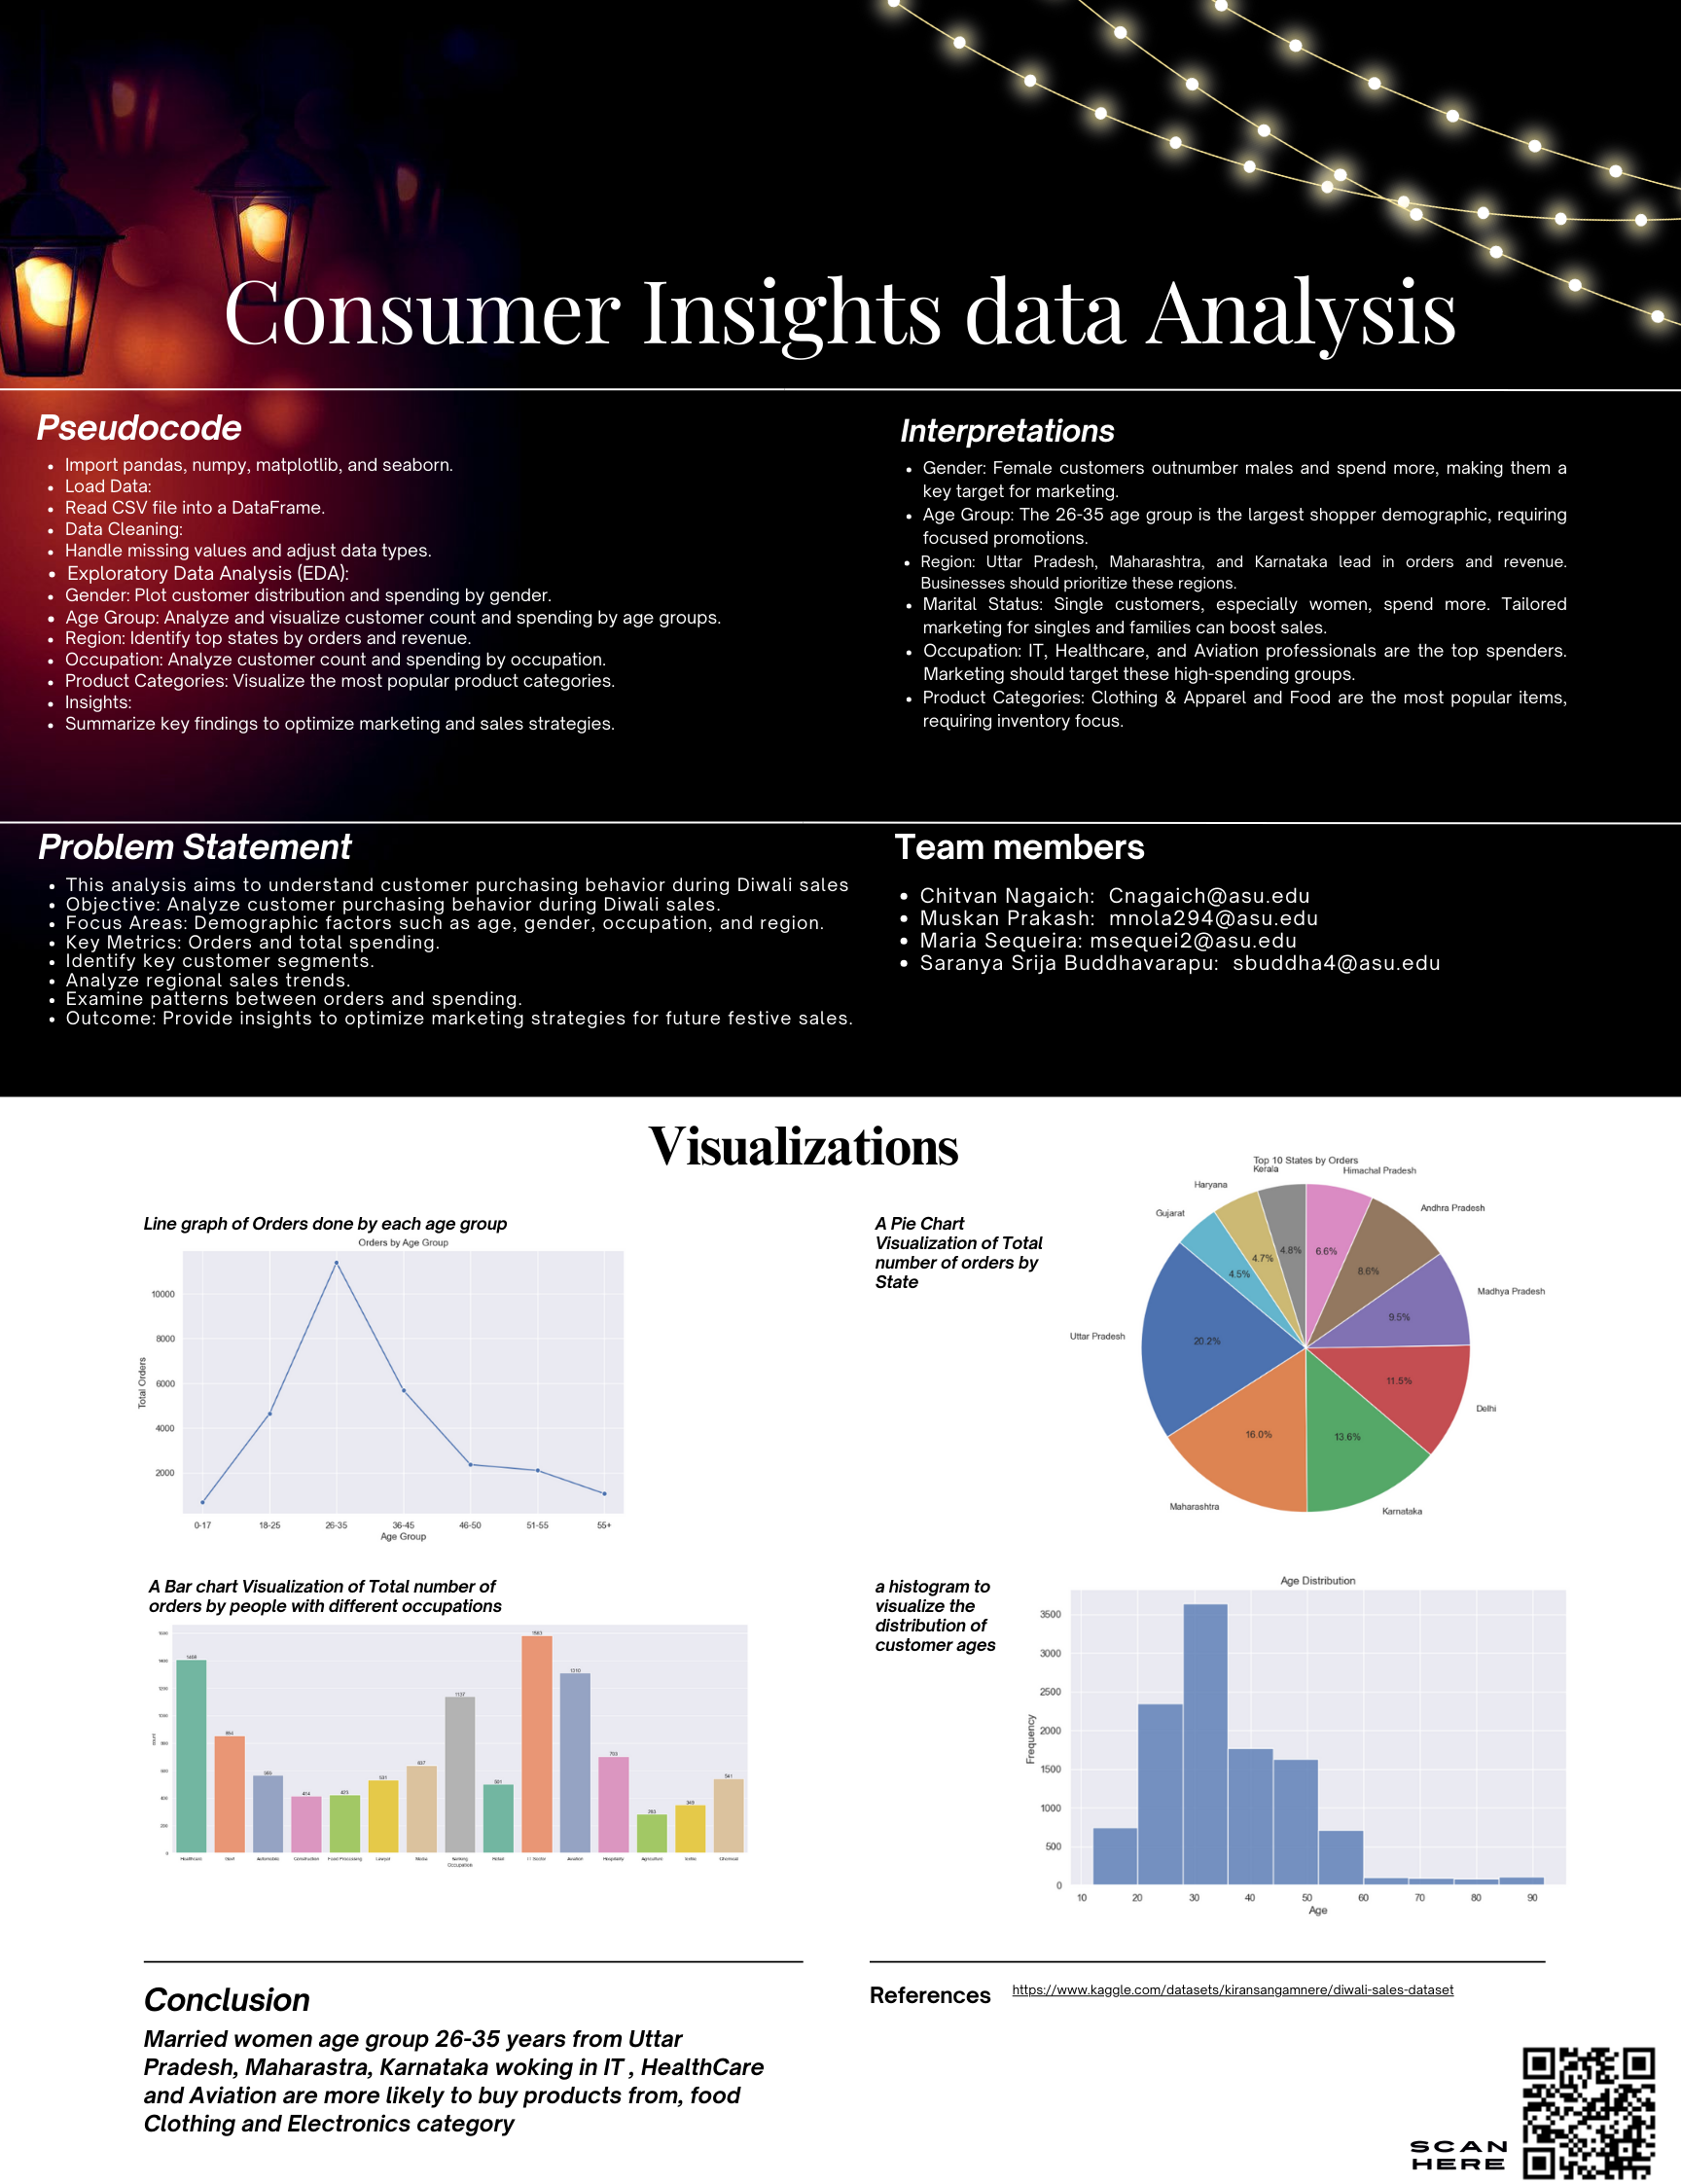 Consumer Insights data Analysis
Pseudocode
• Import pandas, numpy, matplotlib, and seaborn.
• Load Data:
• Read CSV file into a DataFrame.
• Data Cleaning:
• Handle missing values and adjust data types.
• Exploratory Data Analysis (EDA):
• Gender: Plot customer distribution and spending by gender.
• Age Group: Analyze and visualize customer count and spending by age groups.
• Region: Identify top states by orders and revenue.
• Occupation: Analyze customer count and spending by occupation.
• Product Categories: Visualize the most popular product categories.
• Insights:
• Summarize key findings to optimize marketing and sales strategies.
Interpretations
• Gender: Female customers outnumber males and spend more, making them a
key target for marketing.
• Age Group: The 26-35 age group is the largest shopper demographic, requiring
focused promotions.
• Region: Uttar Pradesh, Maharashtra, and Karnataka lead in orders and revenue.
Businesses should prioritize these regions.
• Marital Status: Single customers, especially women, spend more. Tailored
marketing for singles and families can boost sales.
• Occupation: IT, Healthcare, and Aviation professionals are the top spenders.
Marketing should target these high-spending groups.
• Product Categories: Clothing & Apparel and Food are the most popular items,
requiring inventory focus.
Problem Statement
• This analysis aims to understand customer purchasing behavior during Diwali sales
• Objective: Analyze customer purchasing behavior during Diwali sales.
• Focus Areas: Demographic factors such as age, gender, occupation, and region.
• Key Metrics: Orders and total spending.
• Identify key customer segments.
• Analyze regional sales trends.
• Examine patterns between orders and spending.
• Outcome: Provide insights to optimize marketing strategies for future festive sales.
Team members
• Chitvan Nagaich: Cnagaich@asu.edu
• Muskan Prakash: mnola294@asu.edu
• Maria Sequeira: msequei2@asu.edu
• Saranya Srija Buddhavarapu: sbuddha4@asu.edu
Visualizations
Line graph of Orders done by each age group
Orders by Age Group
10000
8000
6000
4000
2000
Total Orders
0-17 18-25 26-35 36-45 46-50 51-55 55+
Age Group
A Pie Chart
Visualization of Total
number of orders by
State
Top 10 States by Orders
Kerala
Himachal Pradesh
Haryana
Andhra Pradesh
Gujarat
Madhya Pradesh
Uttar Pradesh
Delhi
Maharashtra
Karnataka
4.8%
6.6%
4.7%
8.6%
4.5%
9.5%
20.2%
11.5%
16.0%
13.6%
A Bar chart Visualization of Total number of
orders by people with different occupations
1137
1310
703
541
Healthcare Automobile Construction Food Processing Lawyer Media Banking Retail IT Sector Aviation Hospitality Agriculture Textile Chemical
Occupation
a histogram to
visualize the
distribution of
customer ages
Age Distribution
3500
3000
2500
2000
1500
1000
500
0
Frequency
10 20 30 40 50 60 70 80 90
Age
Conclusion
Married women age group 26-35 years from Uttar
Pradesh, Maharastra, Karnataka woking in IT , HealthCare
and Aviation are more likely to buy products from, food
Clothing and Electronics category
References
https://www.kaggle.com/datasets/kiransangamnere/diwali-sales-dataset
SCAN
HERE